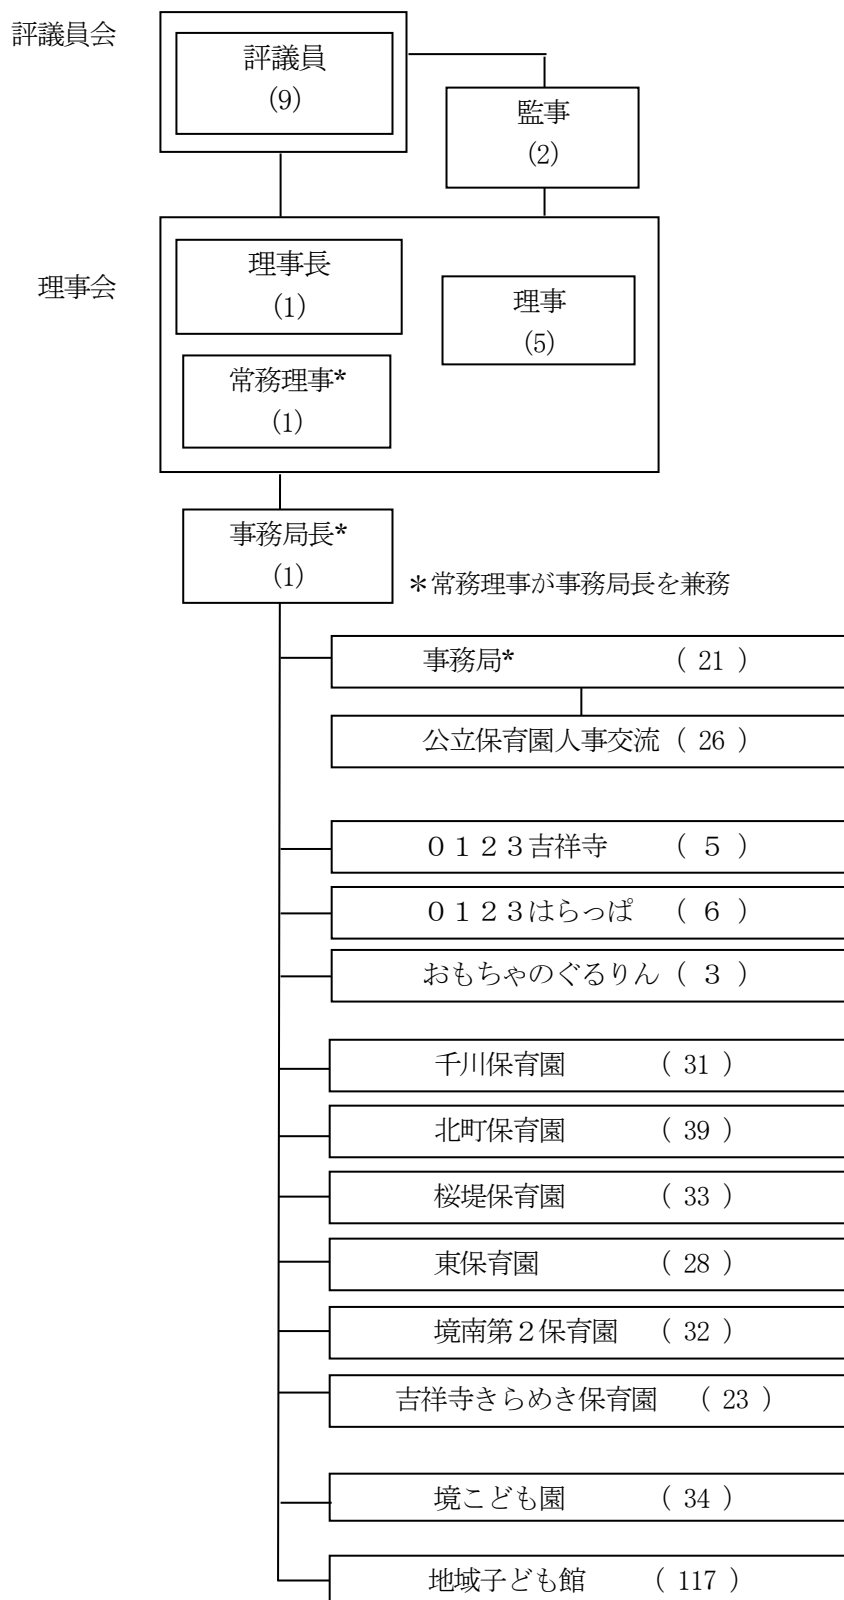 評議員会
評議員
(9)
監事
(2)
理事会
理事長
(1)
理事
(5)
常務理事*
(1)
事務局長*
(1)
＊常務理事が事務局長を兼務
事務局* （ 21 ）
公立保育園人事交流（ 26 ）
０１２３吉祥寺 （ ５ ）
０１２３はらっぱ （ ６ ）
おもちゃのぐるりん（ ３ ）
千川保育園 （ 31 ）
北町保育園 （ 39 ）
桜堤保育園 （ 33 ）
東保育園 （ 28 ）
境南第２保育園 （ 32 ）
吉祥寺きらめき保育園 （ 23 ）
境こども園 （ 34 ）
地域子ども館 （ 117 ）